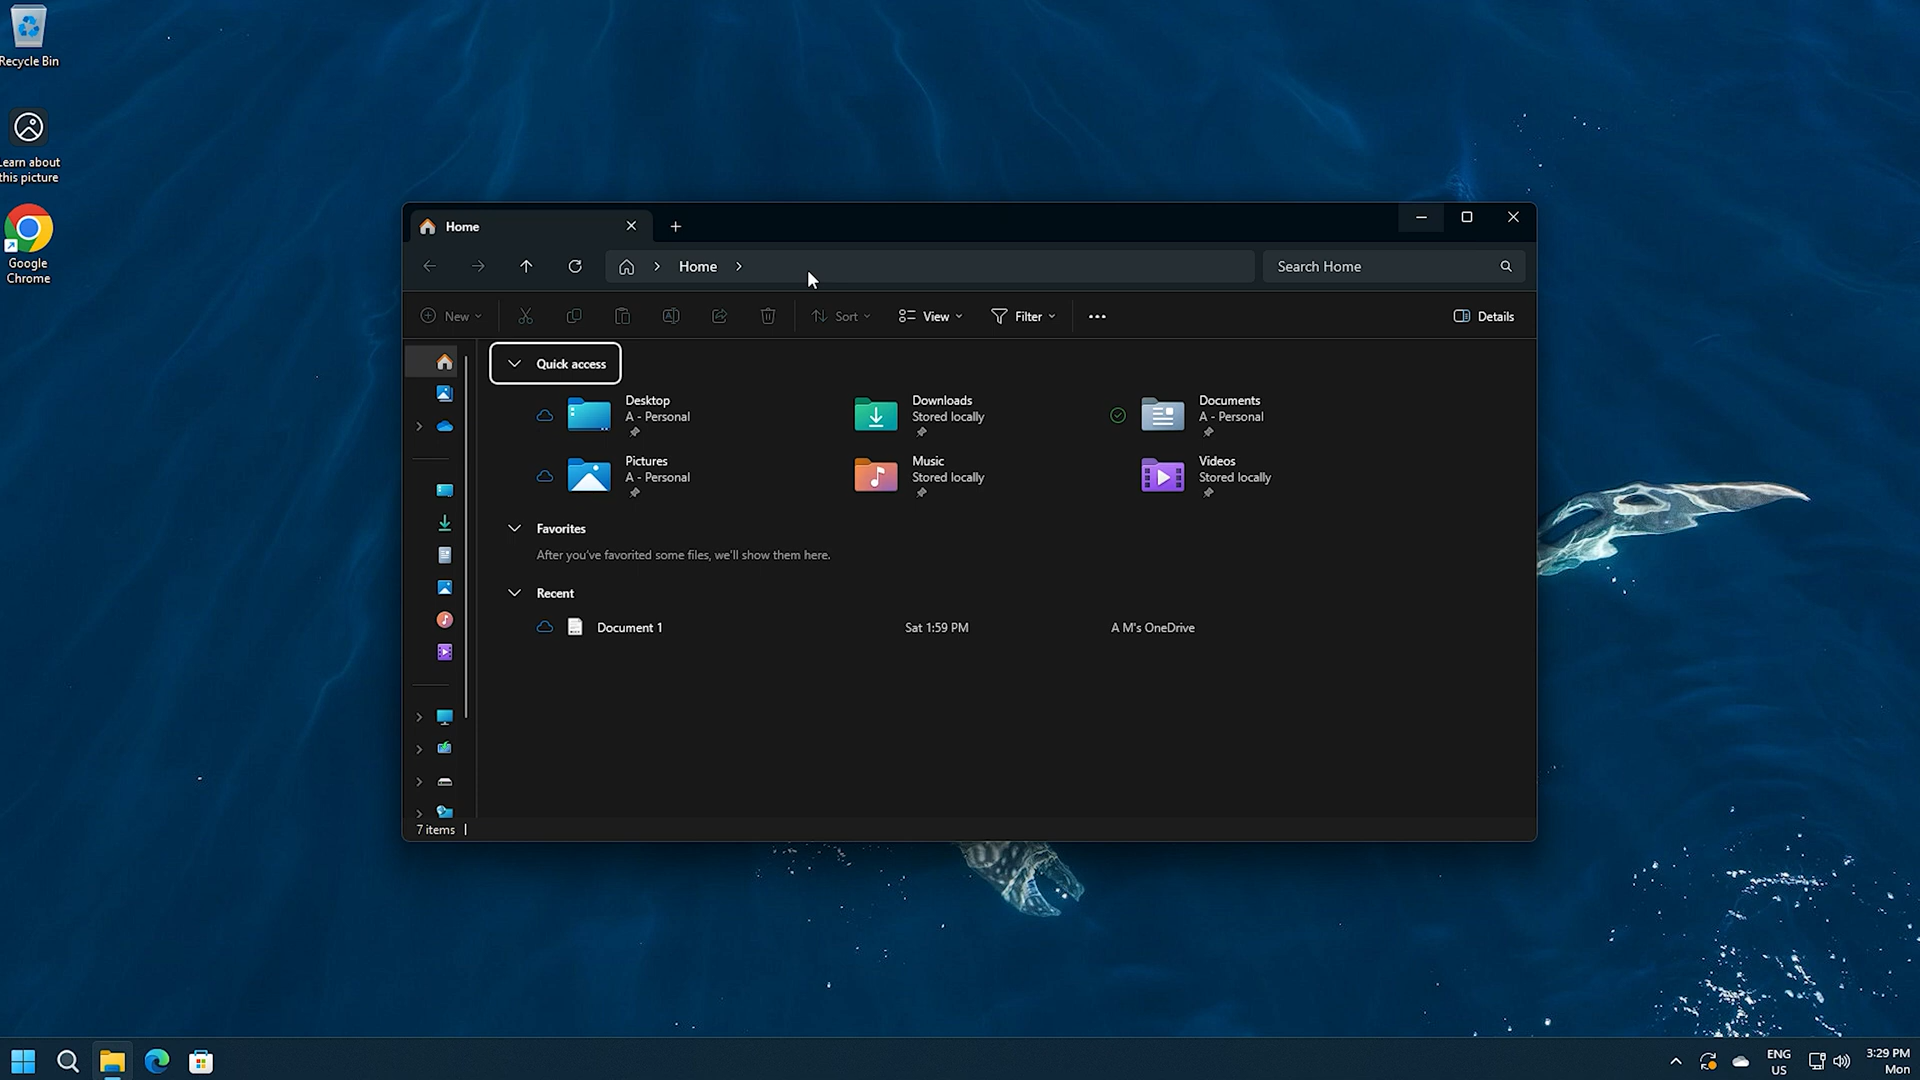 Recycle Bin
Learn about
this picture
Google
Chrome
Home
Home
Search Home
New
Sort
View
Filter
Details
Quick access
Desktop
A - Personal
Downloads
Stored locally
Documents
A - Personal
Pictures
A - Personal
Music
Stored locally
Videos
Stored locally
Favorites
After you've favorited some files, we'll show them here.
Recent
Document 1 Sat 1:59 PM A M's OneDrive
7 items
ENG
US
3:29 PM
Mon